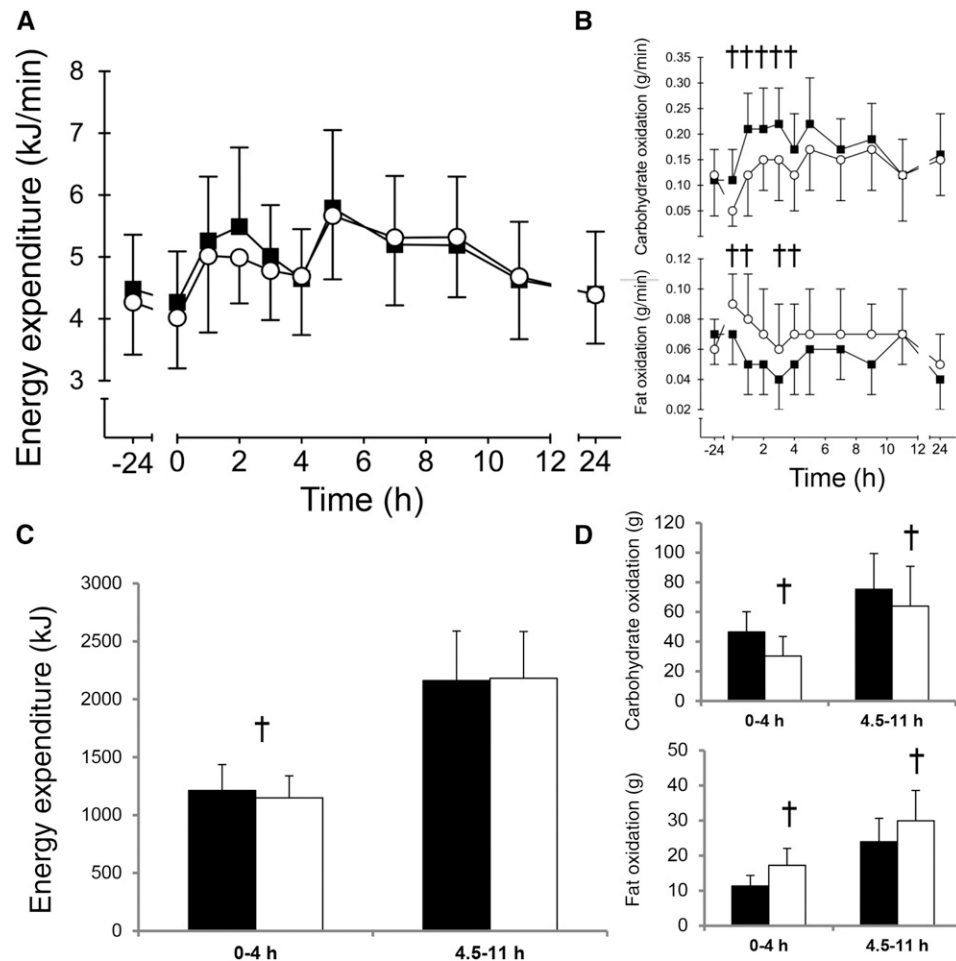 A
Energy expenditure (kJ/min)
8
7
6
5
4
3
-24 0 2 4 6 8 10 12 24
Time (h)
B
Carbohydrate oxidation (g/min)
†††††
0.35
0.30
0.25
0.20
0.15
0.10
0.05
Fat oxidation (g/min)
†† ††
0.12
0.10
0.08
0.06
0.04
0.02
-24 2 4 6 8 10 12 24
Time (h)
C
Energy expenditure (kJ)
3000
2500
2000
1500
1000
500
0
†
0-4 h 4.5-11 h
D
Carbohydrate oxidation (g)
120
100
80
60
40
20
0
† †
0-4 h 4.5-11 h
Fat oxidation (g)
50
40
30
20
10
0
† †
0-4 h 4.5-11 h